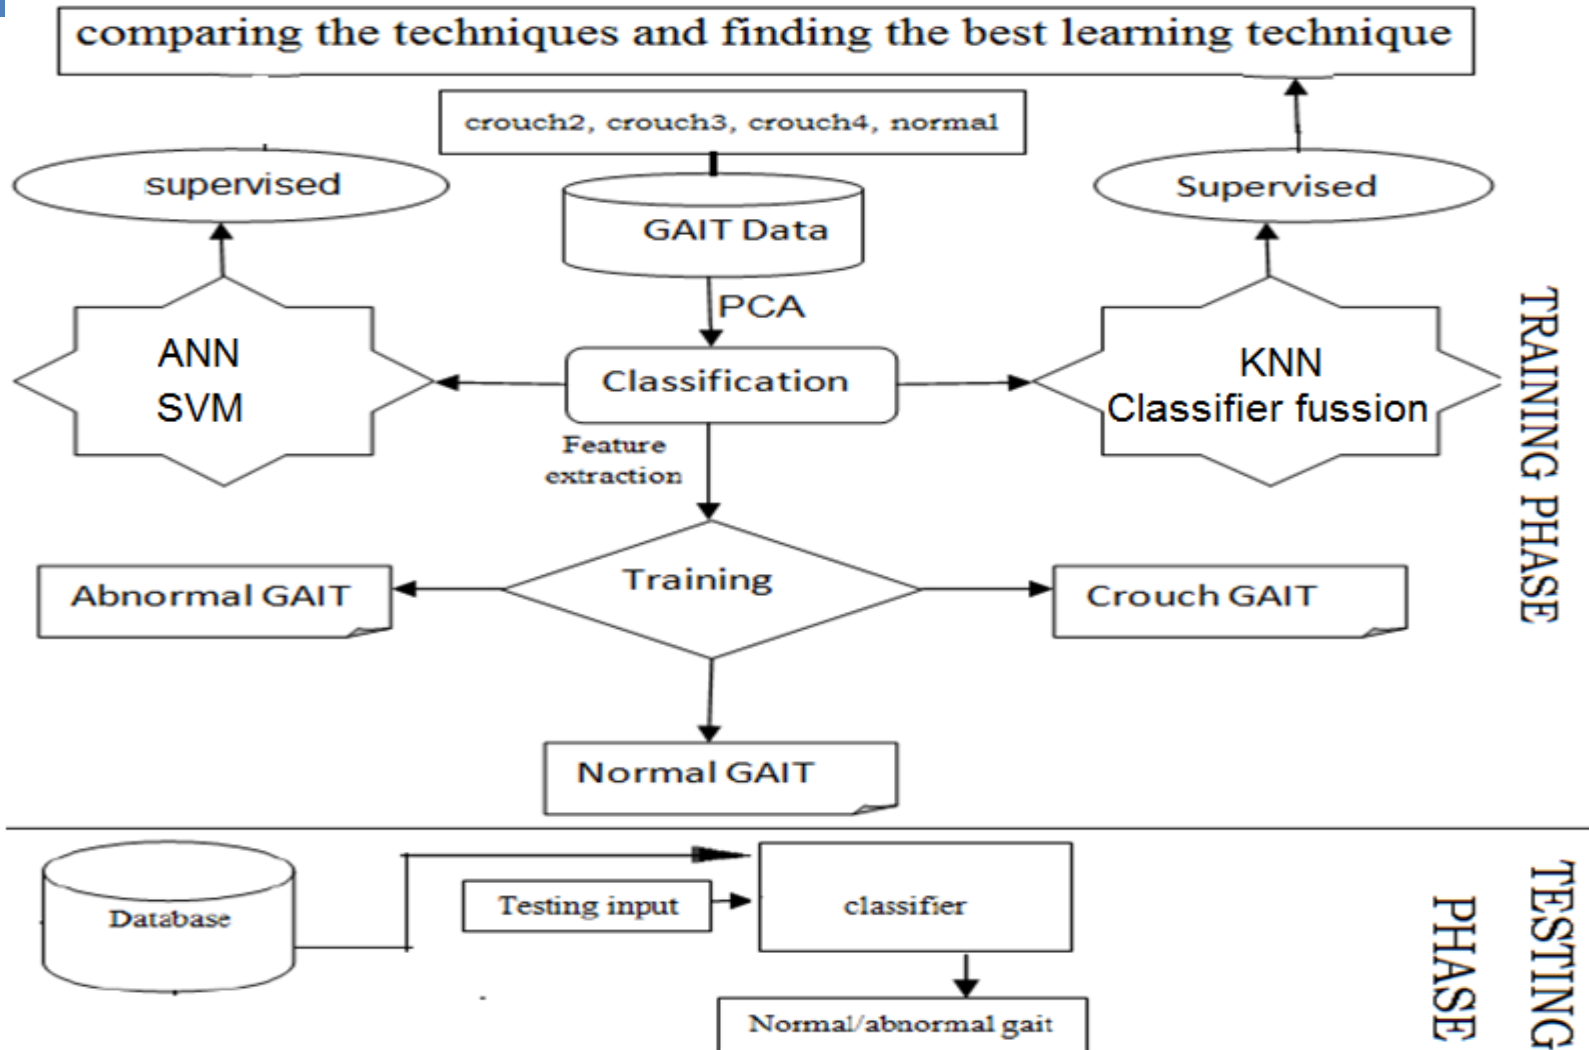 comparing the techniques and finding the best learning technique
crouch2, crouch3, crouch4, normal
supervised
GAIT Data
Supervised
PCA
ANN
SVM
Classification
KNN
Classifier fussion
Feature
extraction
Training
Abnormal GAIT
Crouch GAIT
Normal GAIT
TRAINING PHASE
Database
Testing input
classifier
Normal/abnormal gait
TESTING
PHASE